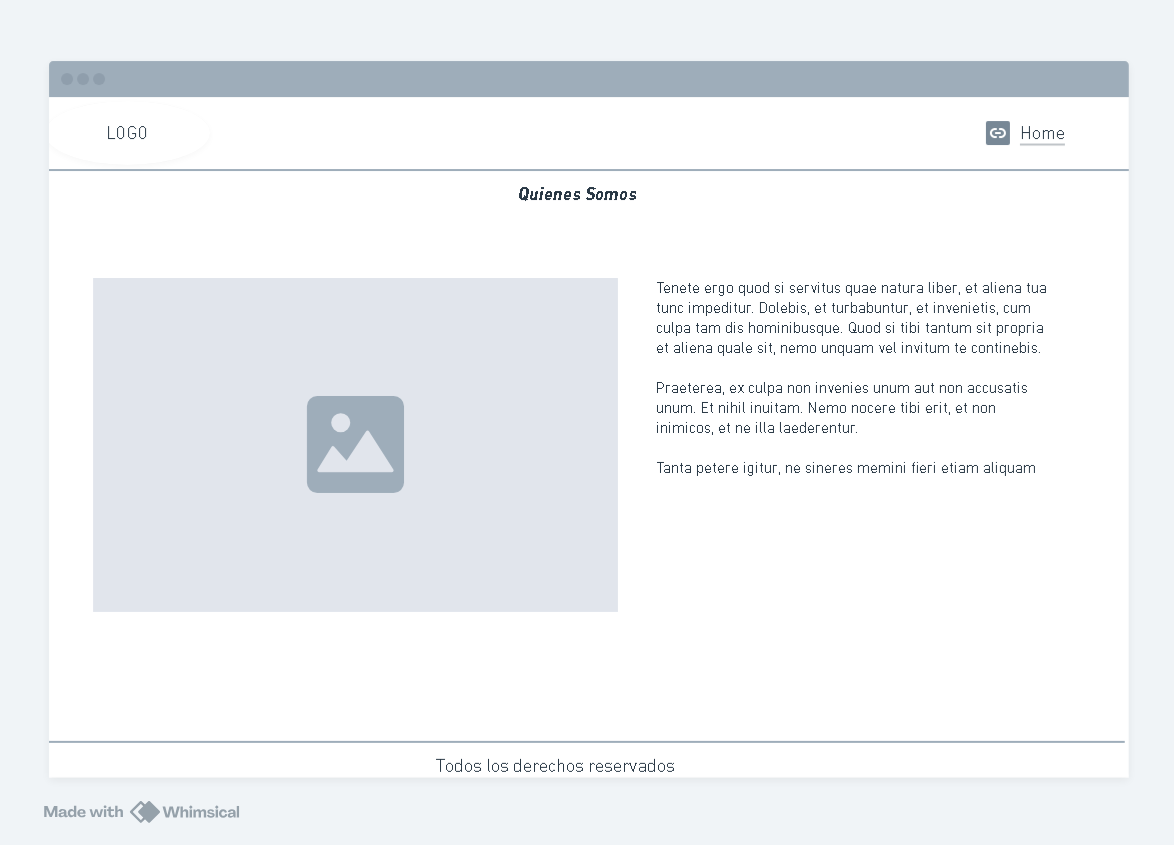 LOGO
Home
Quienes Somos
Tenete ergo quod si servitus quae natura liber, et aliena tua
tunc impeditur. Dolebis, et turbabuntur, et invenietis, cum
culpa tam dis hominibusque. Quod si tibi tantum sit propria
et aliena quale sit, nemo unquam vel invitum te continebis.
Praeterea, ex culpa non invenies unum aut non accusatis
unum. Et nihil inuitam. Nemo nocere tibi erit, et non
inimicos, et ne illa laederentur.
Tanta petere igitur, ne sineres memini fieri etiam aliquam
Todos los derechos reservados
Made with Whimsical